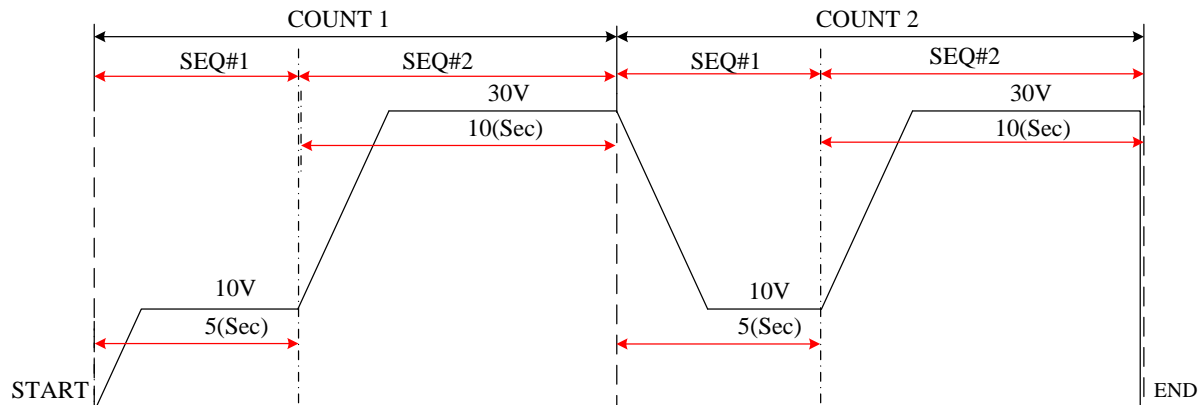 COUNT 1
COUNT 2
SEQ#1
SEQ#2
SEQ#1
SEQ#2
30V
30V
10(Sec)
10(Sec)
10V
10V
5(Sec)
5(Sec)
START
END